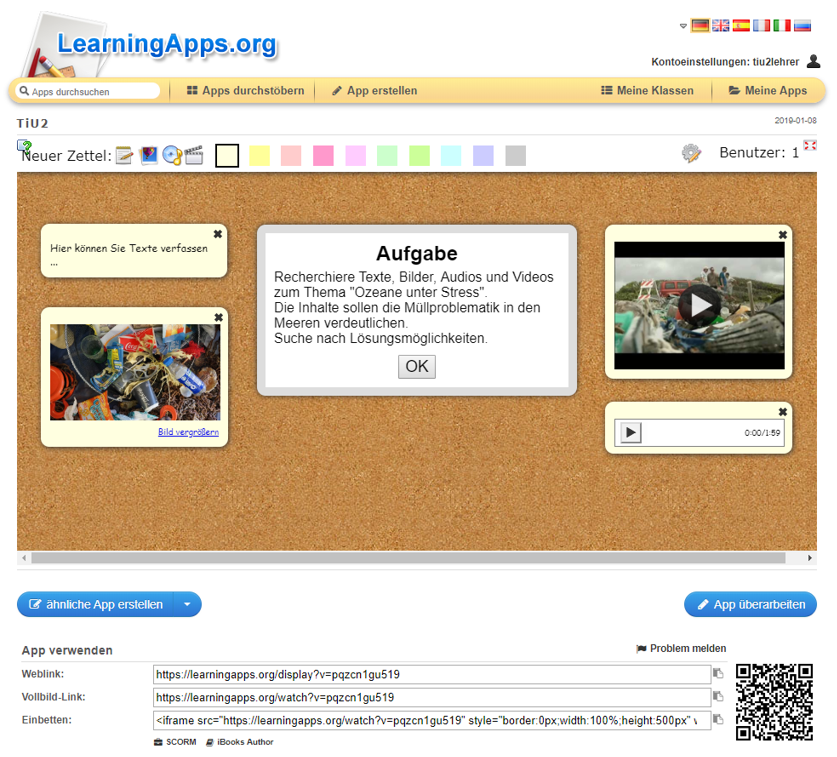 LearningApps.org
Kontoeinstellungen: tiu2lehrer
Apps durchsuchen
Apps durchstöbern
App erstellen
Meine Klassen
Meine Apps
TiU2
2019-01-08
Neuer Zettel:
Benutzer: 1
Hier können Sie Texte verfassen
...
Bild vergrößern
Aufgabe
Recherchiere Texte, Bilder, Audios und Videos
zum Thema "Ozeane unter Stress".
Die Inhalte sollen die Müllproblematik in den
Meeren verdeutlichen.
Suche nach Lösungsmöglichkeiten.
OK
0:00/1:59
ähnliche App erstellen
App überarbeiten
App verwenden
Problem melden
Weblink:
https://learningapps.org/display?v=pqzcn1gu519
Vollbild-Link:
https://learningapps.org/watch?v=pqzcn1gu519
Einbetten:
<iframe src="https://learningapps.org/watch?v=pqzcn1gu519" style="border:0px;width:100%;height:500px" v
SCORM
iBooks Author